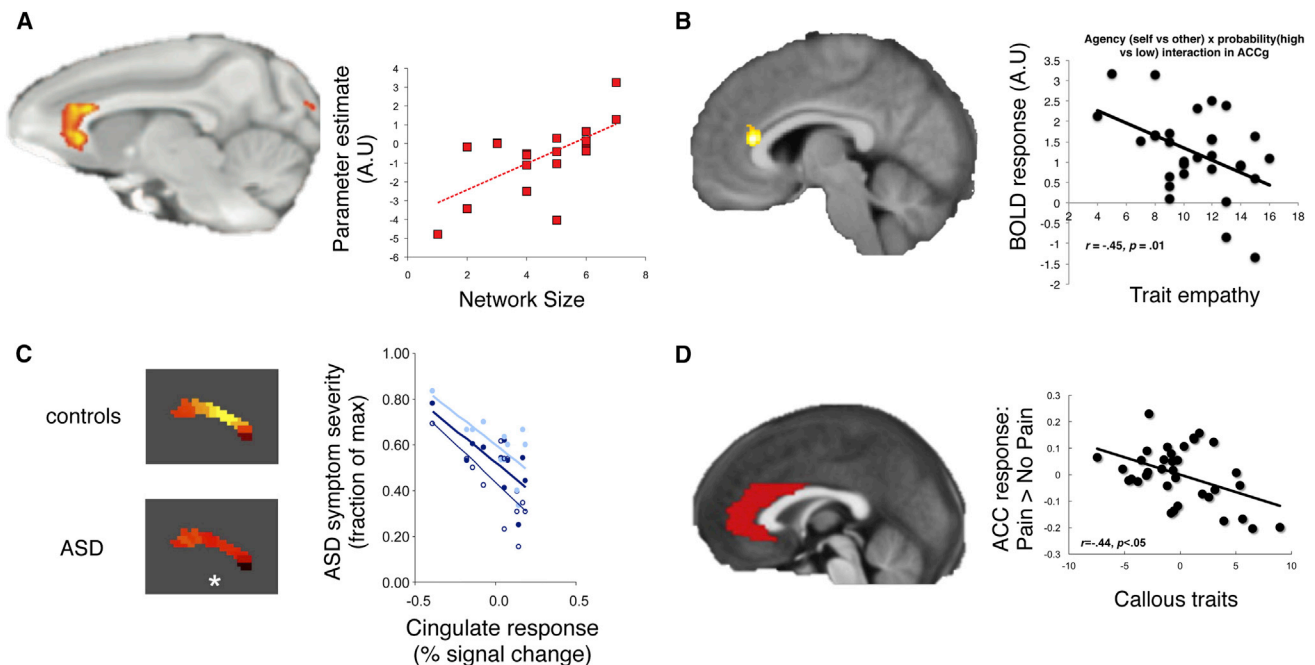 A
Parameter estimate
(A.U)
4
3
2
1
0
-1
-2
-3
-4
-5
-6
0
2
4
6
8
Network Size
B
Agency (self vs other) x probability(high
vs low) interaction in ACCg
BOLD response (A.U)
3.5
3
2.5
2
1.5
1
0.5
0
0.5
1
1.5
-2
2
4
6
8
10
12
14
16
18
r = -.45, p = .01
Trait empathy
C
controls
ASD
*
ASD symptom severity
(fraction of max)
1.00
0.80
0.60
0.40
0.20
0.00
-0.5
0.0
0.5
Cingulate response
(% signal change)
D
ACC response:
Pain > No Pain
0.3
0.2
0.1
0
-0.1
-0.2
-0.3
r=-.44, p<.05
-10
-5
0
5
10
Callous traits